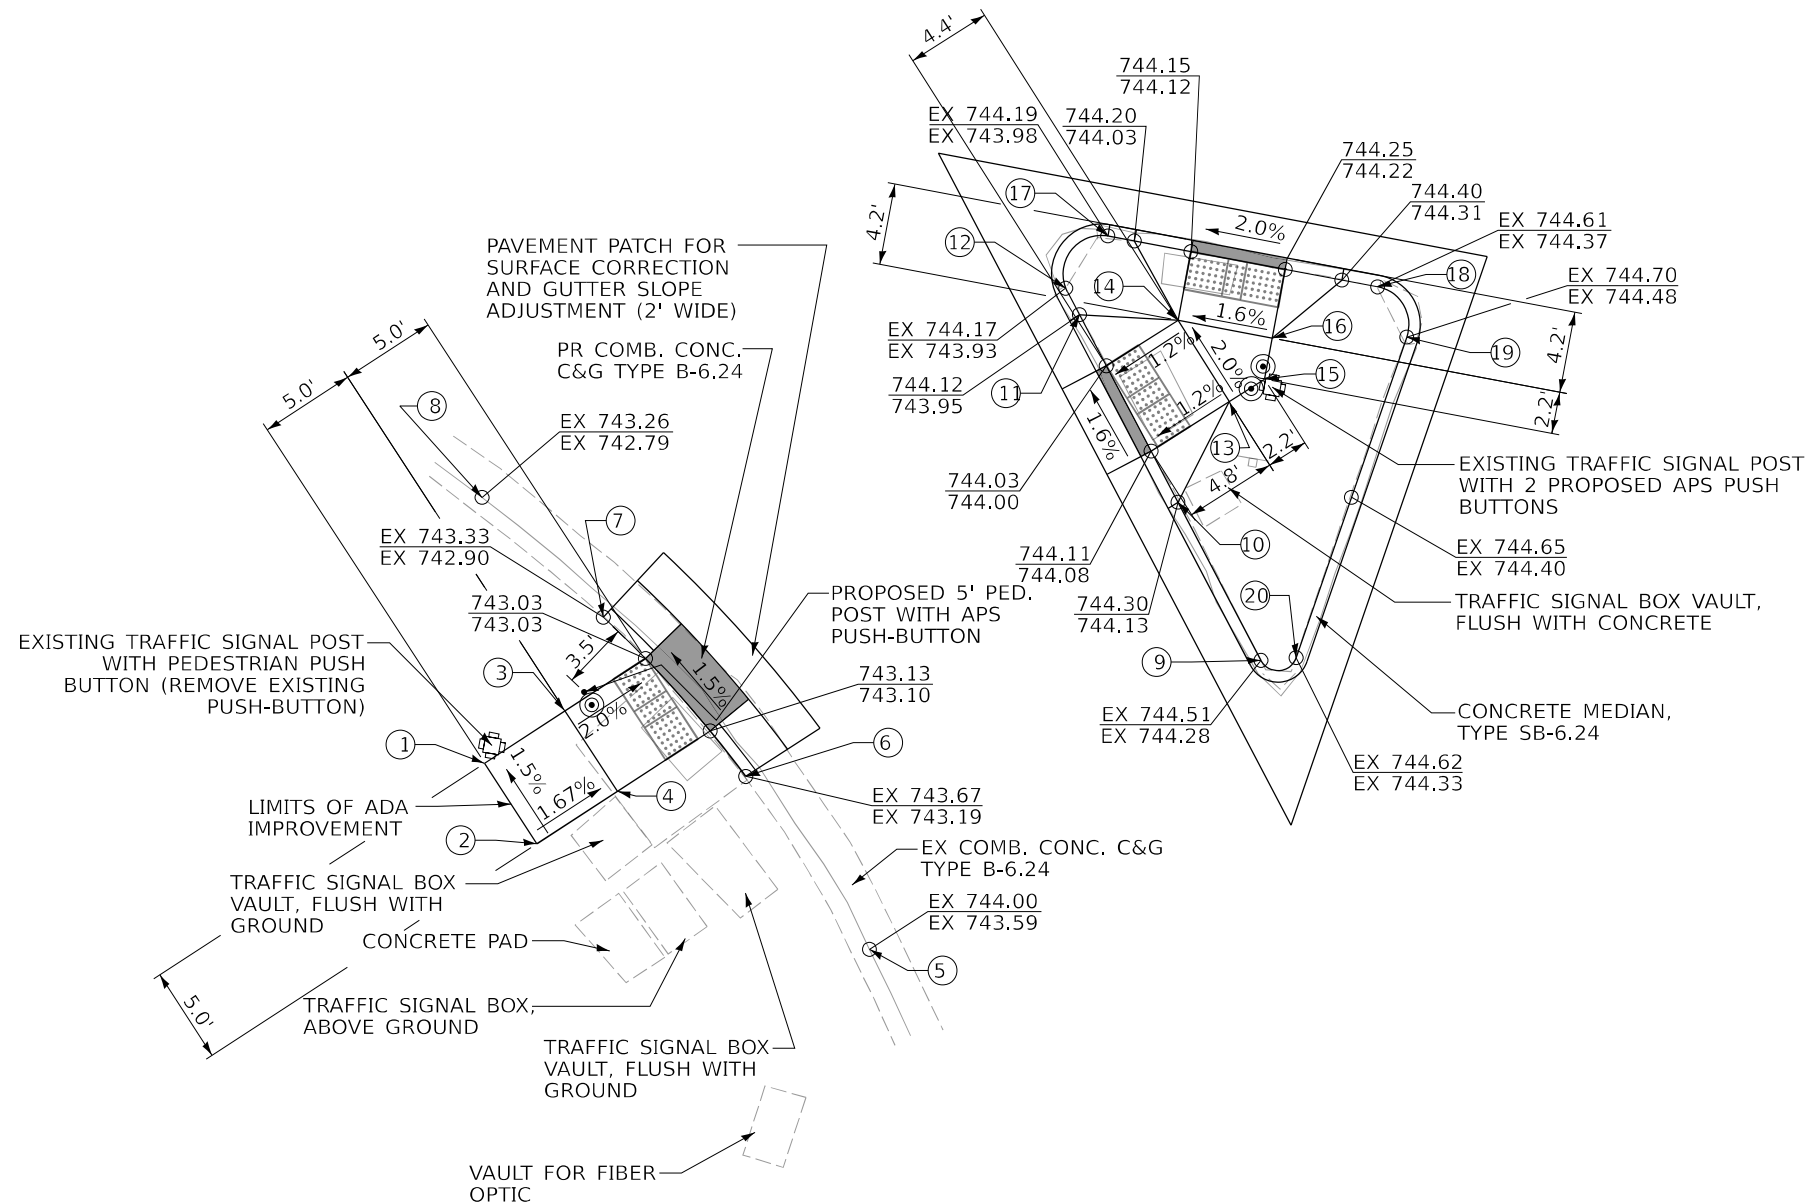 4.4'
744.15
744.12
EX 744.19
EX 743.98
744.20
744.03
744.25
744.22
744.40
744.31
EX 744.61
EX 744.37
EX 744.70
EX 744.48
17
12
14
2.0%
18
4.2'
1.6%
16
19
4.2'
2.2'
PAVEMENT PATCH FOR
SURFACE CORRECTION
AND GUTTER SLOPE
ADJUSTMENT (2' WIDE)
PR COMB. CONC.
C&G TYPE B-6.24
EX 744.17
EX 743.93
744.12
743.95
11
1.2%
2.0%
15
1.2%
1.6%
13
2.2'
4.8'
5.0'
5.0'
8
EX 743.26
EX 742.79
744.03
744.00
EXISTING TRAFFIC SIGNAL POST
WITH 2 PROPOSED APS PUSH
BUTTONS
7
EX 743.33
EX 742.90
744.11
744.08
10
EX 744.65
EX 744.40
743.03
743.03
PROPOSED 5' PED.
POST WITH APS
PUSH-BUTTON
744.30
744.13
20
TRAFFIC SIGNAL BOX VAULT,
FLUSH WITH CONCRETE
EXISTING TRAFFIC SIGNAL POST
WITH PEDESTRIAN PUSH
BUTTON (REMOVE EXISTING
PUSH-BUTTON)
3.5'
3
1.5%
743.13
743.10
9
2.0%
EX 744.51
EX 744.28
CONCRETE MEDIAN,
TYPE SB-6.24
1
6
EX 744.62
EX 744.33
1.5%
1.67%
4
EX 743.67
EX 743.19
LIMITS OF ADA
IMPROVEMENT
2
EX COMB. CONC. C&G
TYPE B-6.24
TRAFFIC SIGNAL BOX
VAULT, FLUSH WITH
GROUND
EX 744.00
EX 743.59
CONCRETE PAD
5
5.0'
TRAFFIC SIGNAL BOX,
ABOVE GROUND
TRAFFIC SIGNAL BOX
VAULT, FLUSH WITH
GROUND
VAULT FOR FIBER
OPTIC